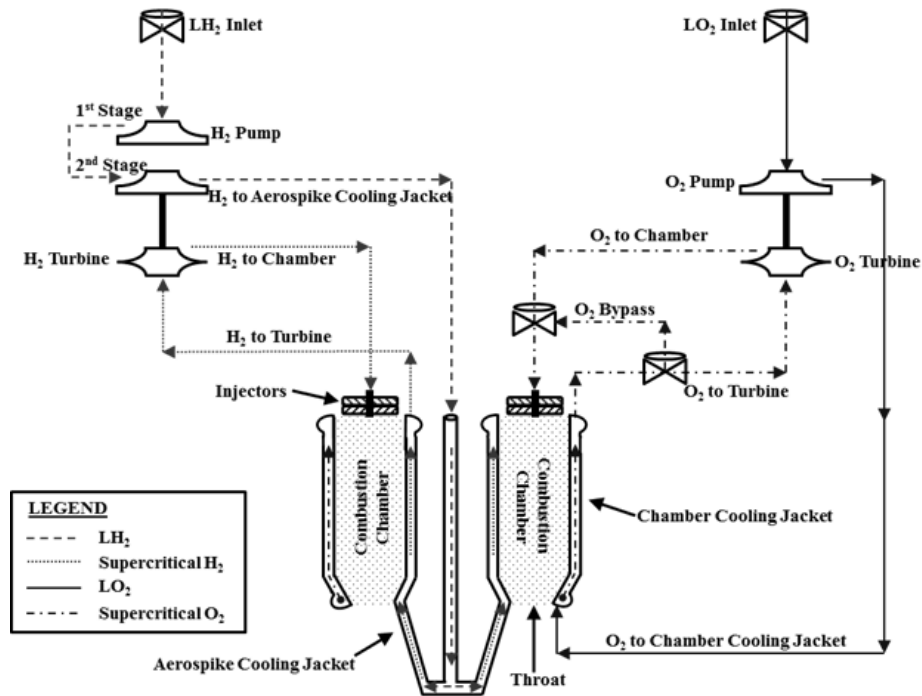 LH₂ Inlet
LO₂ Inlet
1st Stage
H₂ Pump
2nd Stage
H₂ to Aerospike Cooling Jacket
O₂ Pump
H₂ Turbine
H₂ to Chamber
O₂ to Chamber
O₂ Turbine
O₂ Bypass
H₂ to Turbine
O₂ to Turbine
Injectors
Combustion
Chamber
Combustion
Chamber
Chamber Cooling Jacket
LEGEND
LH₂
Supercritical H₂
LO₂
Supercritical O₂
O₂ to Chamber Cooling Jacket
Aerospike Cooling Jacket
Throat